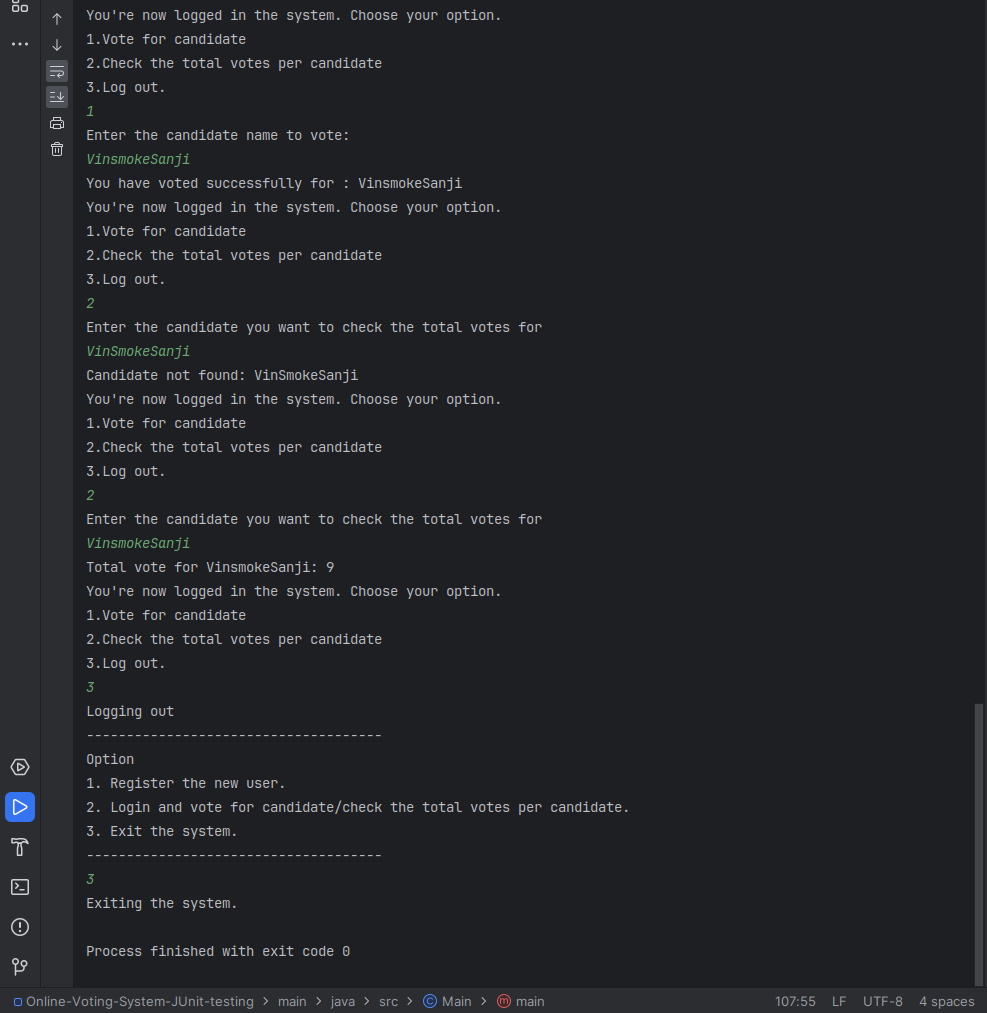 You're now logged in the system. Choose your option.
1.Vote for candidate
2.Check the total votes per candidate
3.Log out.
1
Enter the candidate name to vote:
VinsmokeSanji
You have voted successfully for : VinsmokeSanji
You're now logged in the system. Choose your option.
1.Vote for candidate
2.Check the total votes per candidate
3.Log out.
2
Enter the candidate you want to check the total votes for
VinSmokeSanji
Candidate not found: VinSmokeSanji
You're now logged in the system. Choose your option.
1.Vote for candidate
2.Check the total votes per candidate
3.Log out.
2
Enter the candidate you want to check the total votes for
VinsmokeSanji
Total vote for VinsmokeSanji: 9
You're now logged in the system. Choose your option.
1.Vote for candidate
2.Check the total votes per candidate
3.Log out.
3
Logging out
-------------------------------------
Option
1. Register the new user.
2. Login and vote for candidate/check the total votes per candidate.
3. Exit the system.
-------------------------------------
3
Exiting the system.
Process finished with exit code 0
Online-Voting-System-JUnit-testing > main > java > src > C Main > m main 107:55 LF UTF-8 4 spaces